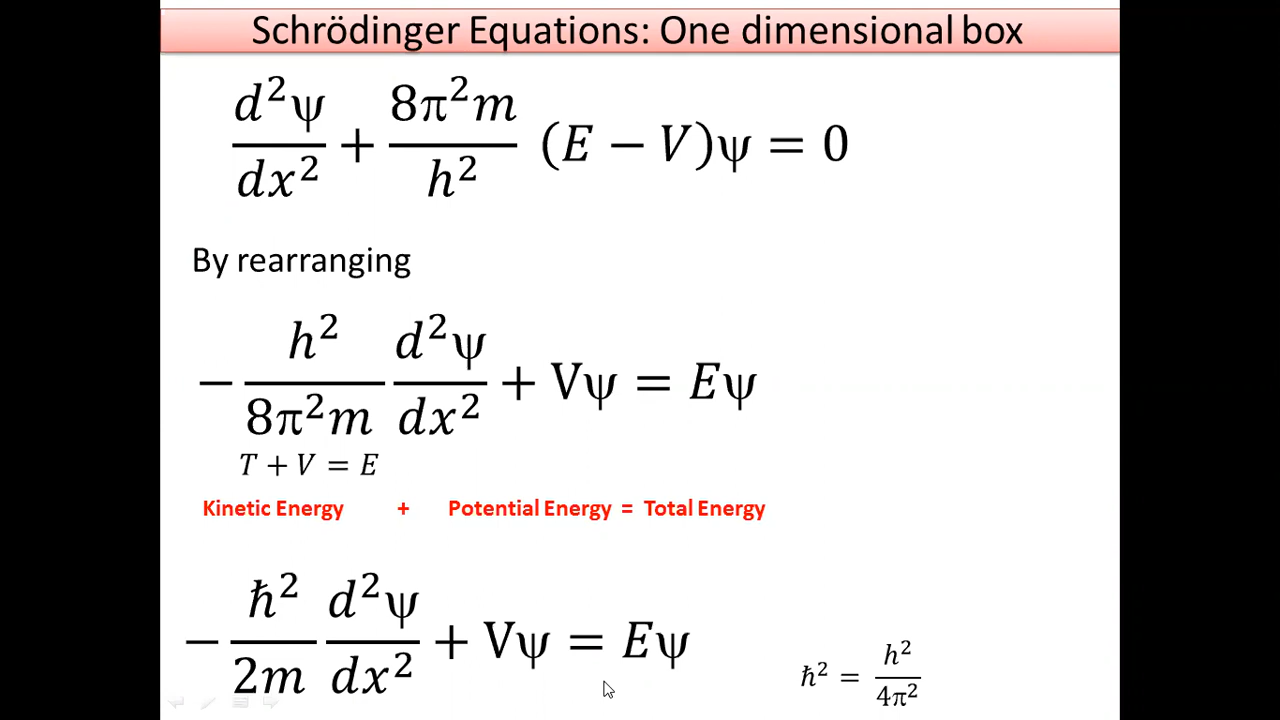 Schrödinger Equations: One dimensional box
d²ψ/dx² + 8π²m/h² (E − V)ψ = 0
By rearranging
− h²/8π²m d²ψ/dx² + Vψ = Eψ
T + V = E
Kinetic Energy + Potential Energy = Total Energy
− ħ²/2m d²ψ/dx² + Vψ = Eψ
ħ² = h²/4π²